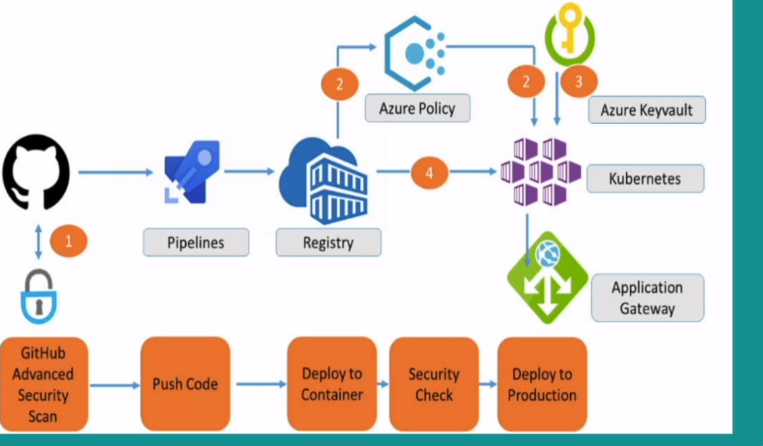 2
2
3
Azure Policy
Azure Keyvault
4
Kubernetes
1
Pipelines
Registry
Application
Gateway
GitHub
Advanced
Security
Scan
Push Code
Deploy to
Container
Security
Check
Deploy to
Production